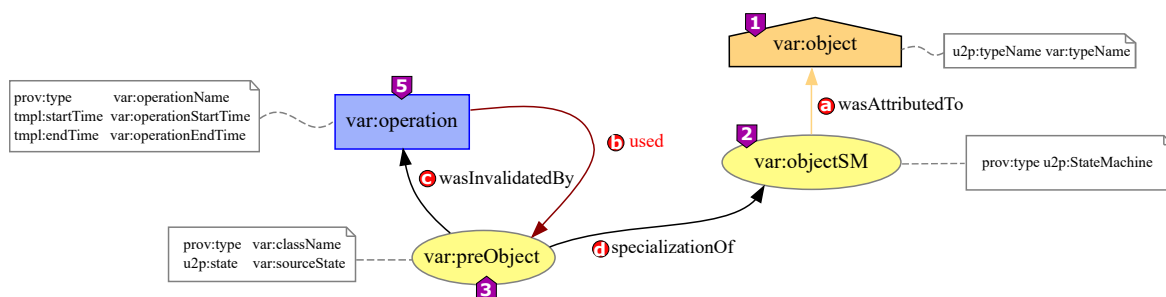 1
var:object
u2p:typeName var:typeName
5
prov:type var:operationName
tmpl:startTime var:operationStartTime
tmpl:endTime var:operationEndTime
var:operation
a wasAttributedTo
b used
2
var:objectSM
prov:type u2p:StateMachine
c wasInvalidatedBy
prov:type var:className
u2p:state var:sourceState
var:preObject
d specializationOf
3